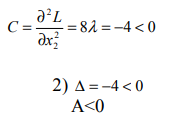 C = ∂²L/∂x₂² = 8λ = −4 < 0
2) Δ = −4 < 0
A<0